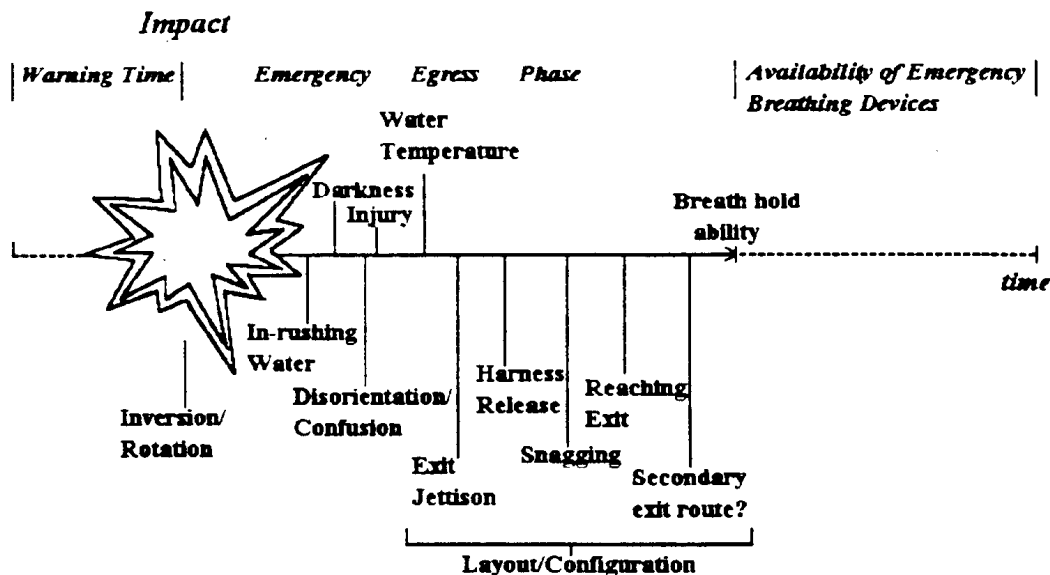 Impact
Warning Time
Emergency Egress Phase
Availability of Emergency
Breathing Devices
Water
Temperature
Darkness
Injury
Breath hold
ability
time
In-rushing
Water
Disorientation/
Confusion
Inversion/
Rotation
Harness
Release
Reaching
Exit
Exit
Jettison
Snagging
Secondary
exit route?
Layout/Configuration